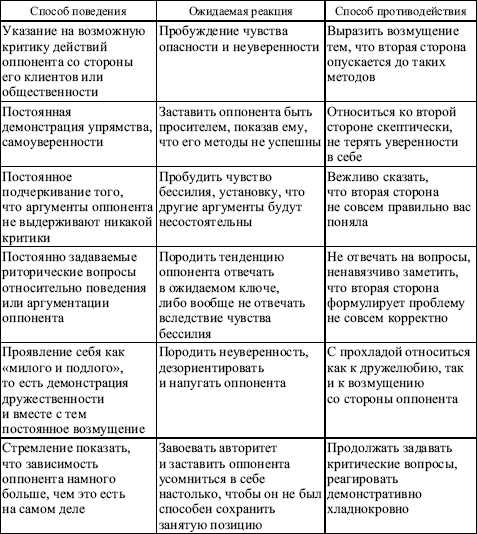 Способ поведения
Ожидаемая реакция
Способ противодействия
Указание на возможную
критику действий
оппонента со стороны
его клиентов или
общественности
Пробуждение чувства
опасности и неуверенности
Выразить возмущение
тем, что вторая сторона
опускается до таких
методов
Постоянная
демонстрация упрямства,
самоуверенности
Заставить оппонента быть
просителем, показав ему,
что его методы не успешны
Относиться ко второй
стороне скептически,
не терять уверенности
в себе
Постоянное
подчеркивание того,
что аргументы оппонента
не выдерживают никакой
критики
Пробудить чувство
бессилия, установку, что
другие аргументы будут
несостоятельны
Вежливо сказать,
что вторая сторона
не совсем правильно вас
поняла
Постоянно задаваемые
риторические вопросы
относительно поведения
или аргументации
оппонента
Породить тенденцию
оппонента отвечать
в ожидаемом ключе,
либо вообще не отвечать
вследствие чувства
бессилия
Не отвечать на вопросы,
ненавязчиво заметить,
что вторая сторона
формулирует проблему
не совсем корректно
Проявление себя как
«милого и подлого»,
то есть демонстрация
дружественности
и вместе с тем
постоянное возмущение
Породить неуверенность,
дезориентировать
и напугать оппонента
С прохладой относиться
как к дружелюбию, так
и к возмущению
со стороны оппонента
Стремление показать,
что зависимость
оппонента намного
больше, чем это есть
на самом деле
Завоевать авторитет
и заставить оппонента
усомниться в себе
настолько, чтобы он не был
способен сохранить
занятую позицию
Продолжать задавать
критические вопросы,
реагировать
демонстративно
хладнокровно